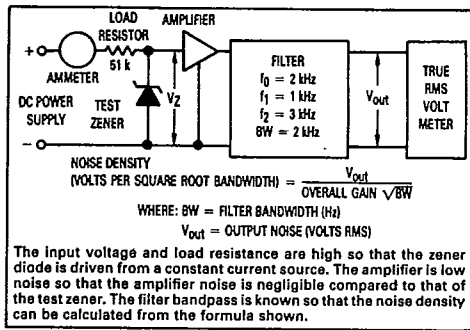 LOAD
RESISTOR
51 k
AMPLIFIER
+
AMMETER
DC POWER
SUPPLY
TEST
ZENER
VZ
−
FILTER
f0 = 2 kHz
f1 = 1 kHz
f2 = 3 kHz
BW = 2 kHz
Vout
TRUE
RMS
VOLT
METER
NOISE DENSITY
(VOLTS PER SQUARE ROOT BANDWIDTH) = Vout
OVERALL GAIN √BW
WHERE: BW = FILTER BANDWIDTH (Hz)
Vout = OUTPUT NOISE (VOLTS RMS)
The input voltage and load resistance are high so that the zener
diode is driven from a constant current source. The amplifier is low
noise so that the amplifier noise is negligible compared to that of
the test zener. The filter bandpass is known so that the noise density
can be calculated from the formula shown.